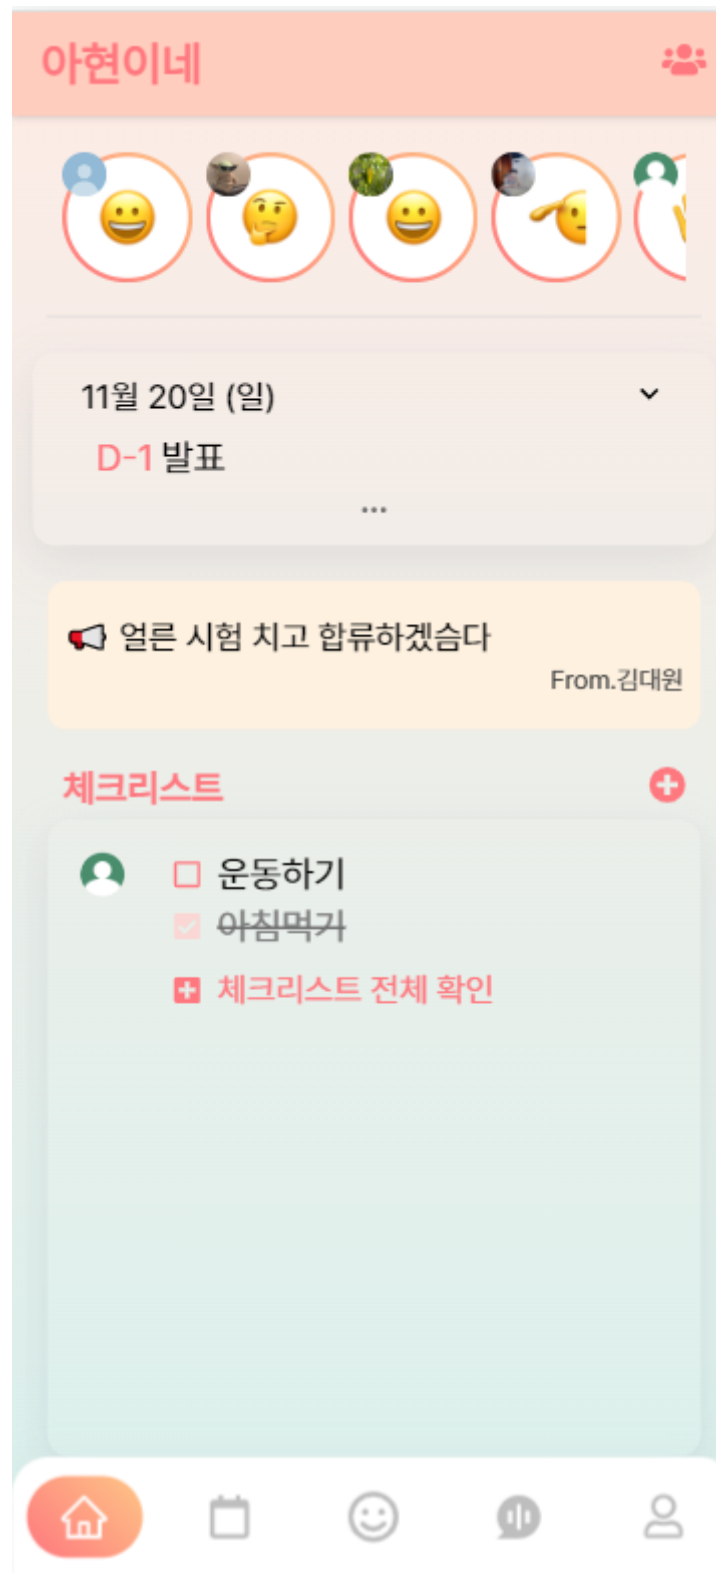 아현이네
11월 20일 (일)
D-1 발표
...
얼른 시험 치고 합류하겠슴다
From.김대원
체크리스트
운동하기
아침먹기
체크리스트 전체 확인